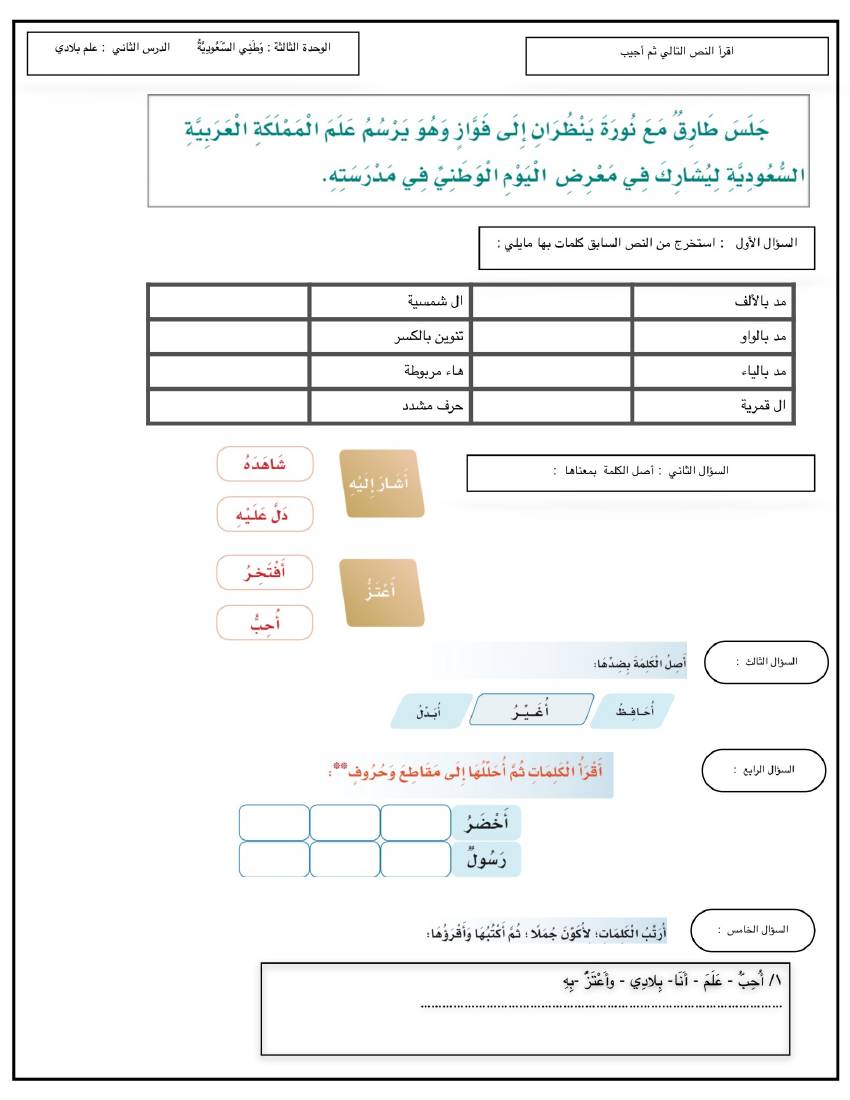 اقرأ النص التالي ثم أجيب
الوحدة الثالثة : وَطَنِي السَّعُودِيَّةُ الدرس الثاني : علم بلادي
جَلَسَ طَارِقٌ مَعَ نُورَةَ يَنْظُرَانِ إِلَى فَوَّازٍ وَهُوَ يَرْسُمُ عَلَمَ الْمَمْلَكَةِ الْعَرَبِيَّةِ
السُّعُودِيَّةِ لِيُشَارِكَ فِي مَعْرِضِ الْيَوْمِ الْوَطَنِيِّ فِي مَدْرَسَتِهِ.
السؤال الأول : استخرج من النص السابق كلمات بها مايلي :
مد بالألف ال شمسية
مد بالواو تنوين بالكسر
مد بالياء هاء مربوطة
ال قمرية حرف مشدد
السؤال الثاني : أصل الكلمة بمعناها :
أَشَارَ إِلَيْهِ
شَاهَدَهُ
دَلَّ عَلَيْهِ
أَعْتَزُّ
أَفْتَخِرُ
أُحِبُّ
السؤال الثالث :
أَصِلُ الْكَلِمَةَ بِضِدِّهَا:
أُحَافِظُ أُغَيِّرُ أُبَدِّلُ
السؤال الرابع :
أَقْرَأُ الْكَلِمَاتِ ثُمَّ أُحَلِّلُهَا إِلَى مَقَاطِعَ وَحُرُوفٍ** :
أَخْضَرُ
رَسُولٌ
السؤال الخامس :
أُرَتِّبُ الْكَلِمَاتِ؛ لِأُكَوِّنَ جُمَلًا ؛ ثُمَّ أَكْتُبُهَا وَأَقْرَؤُهَا:
١/ أُحِبُّ - عَلَمَ - أَنَا- بِلادِي - وأَعْتَزُّ -بِهِ